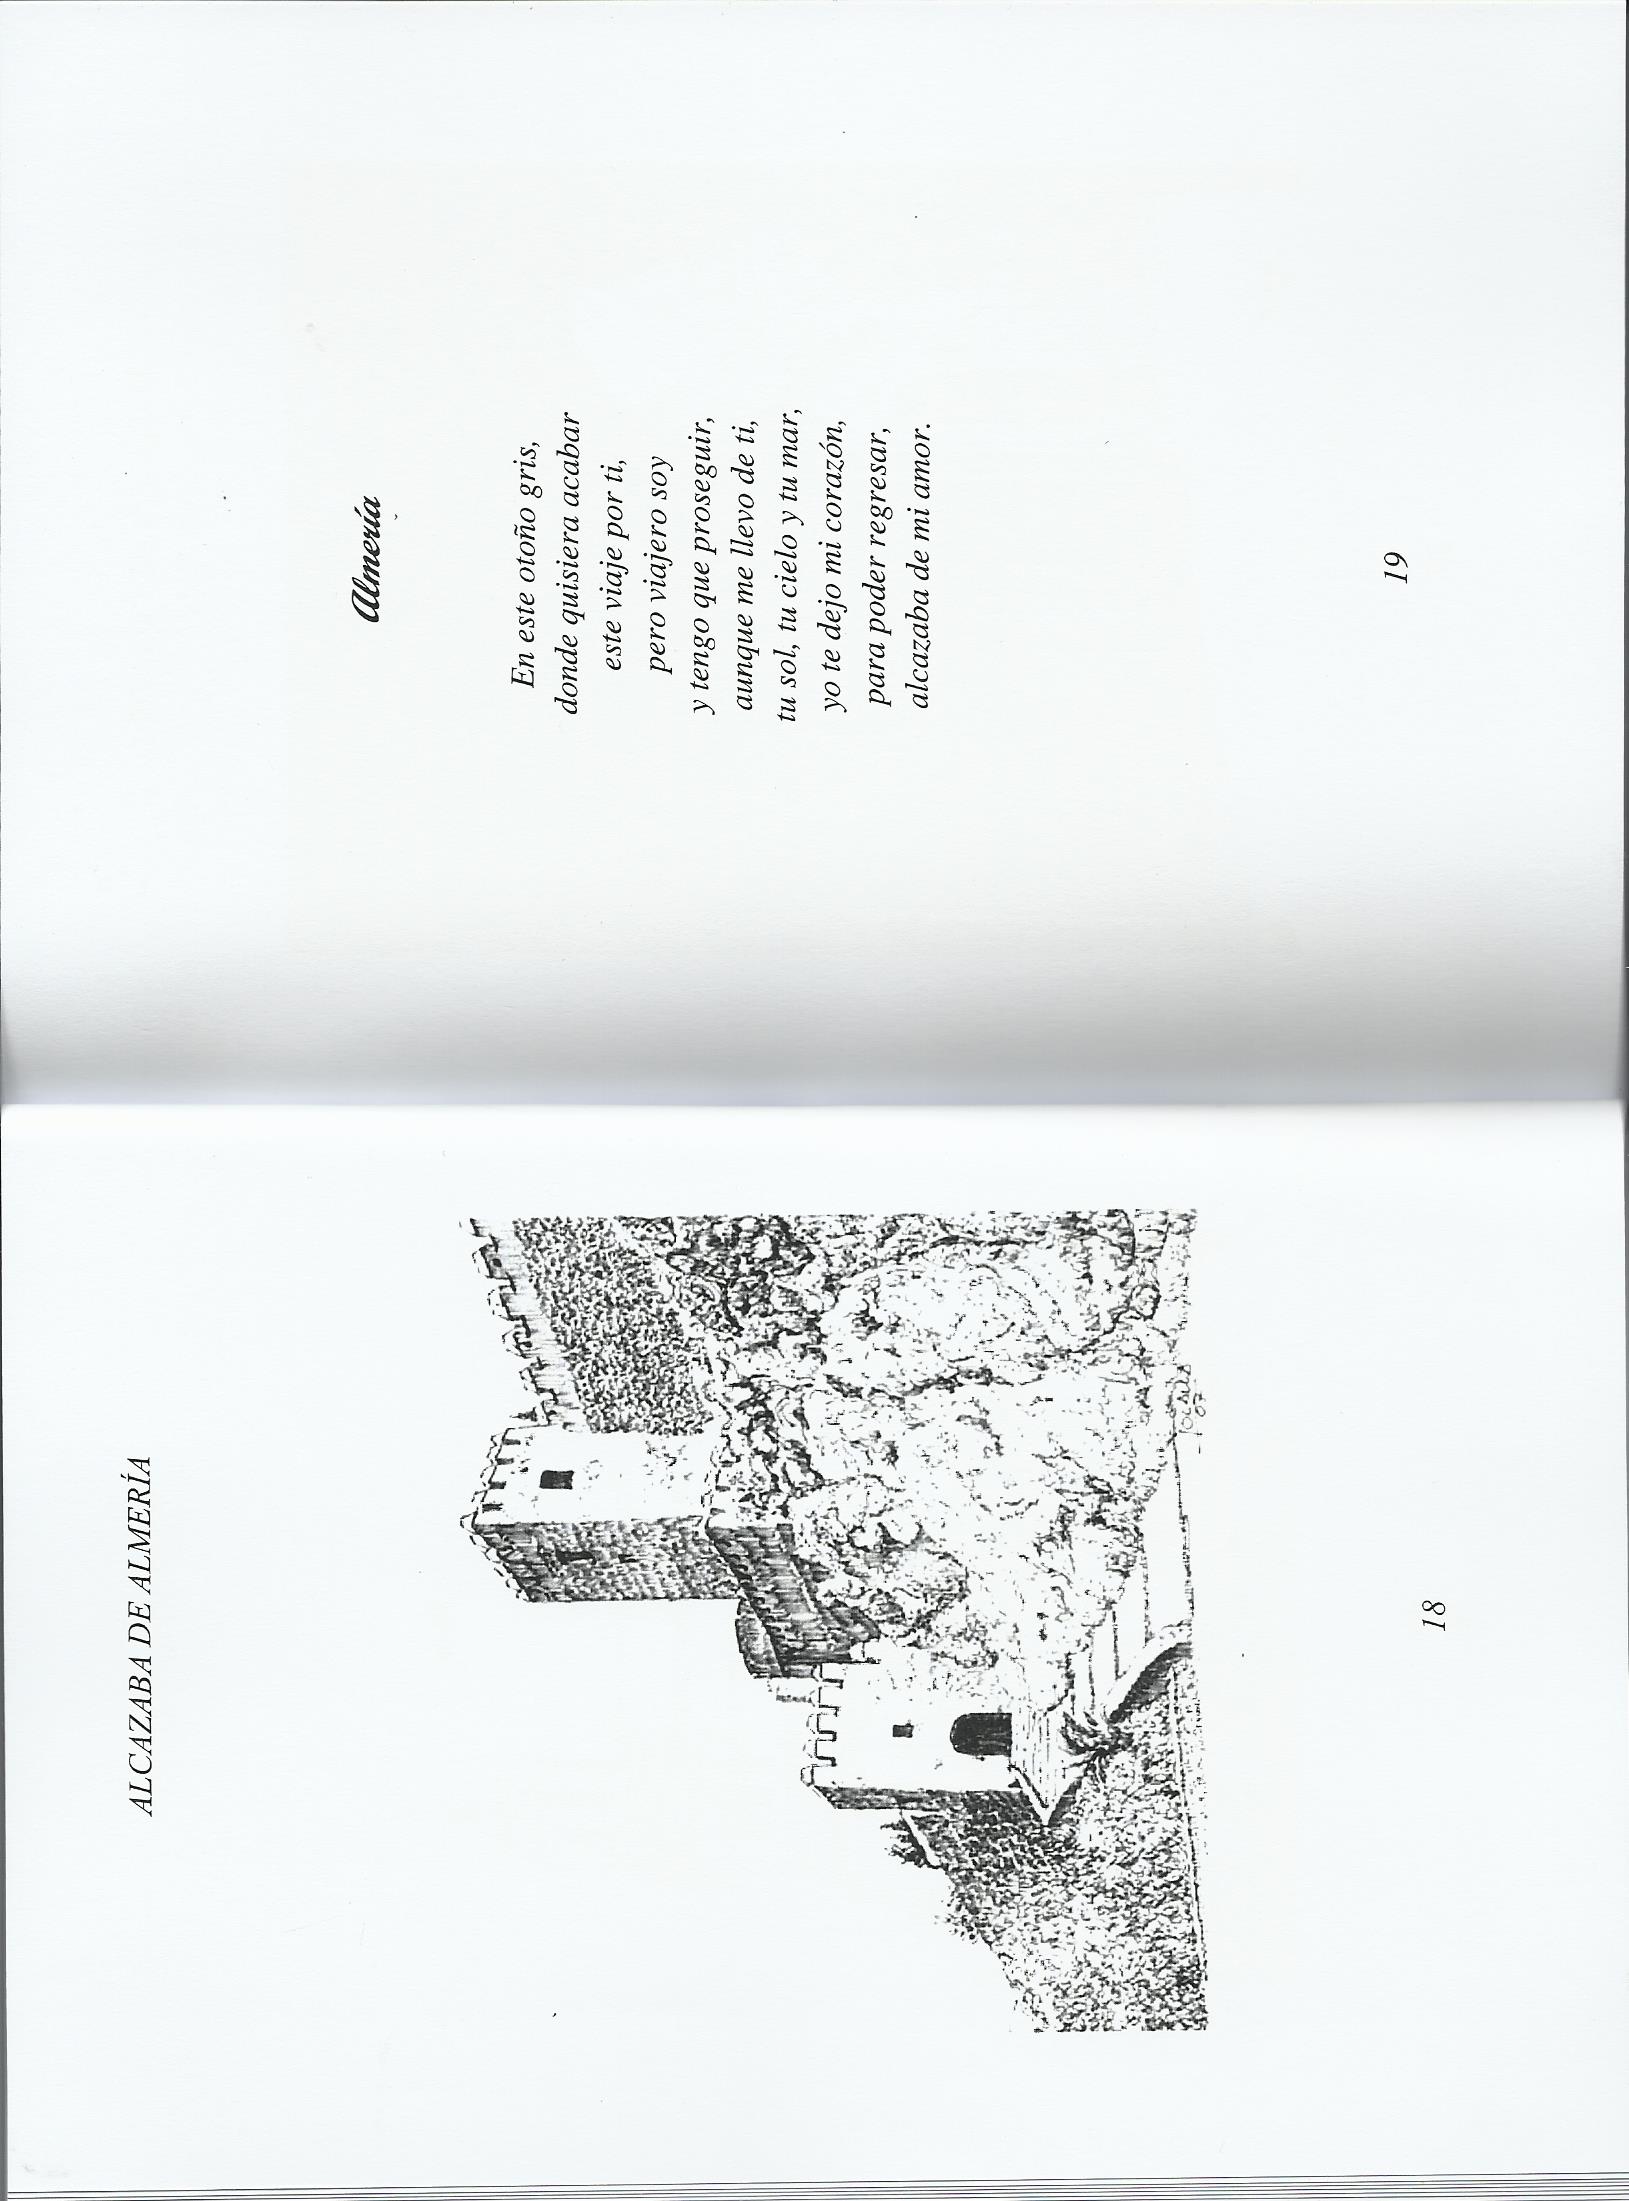 ALCAZABA DE ALMERÍA
18
Almería
En este otoño gris,
donde quisiera acabar
este viaje por ti,
pero viajero soy
y tengo que proseguir,
aunque me llevo de ti,
tu sol, tu cielo y tu mar,
yo te dejo mi corazón,
para poder regresar,
alcazaba de mi amor.
19